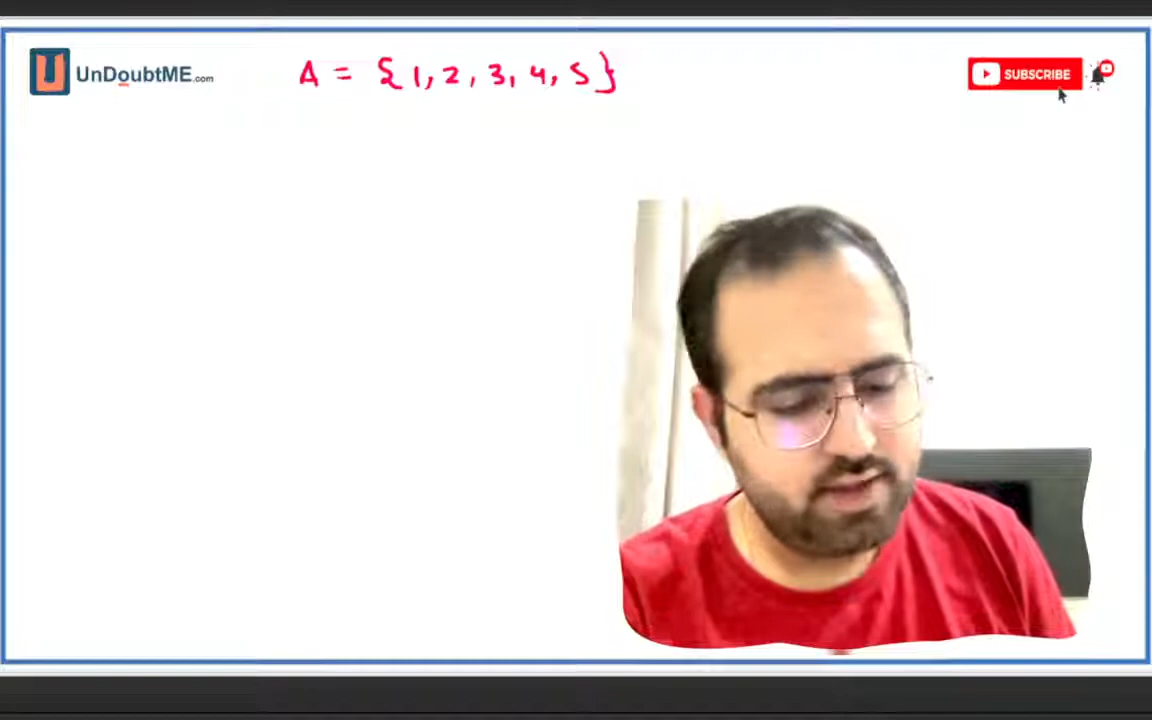 UnDoubtME.com
A = {1, 2, 3, 4, 5}
SUBSCRIBE